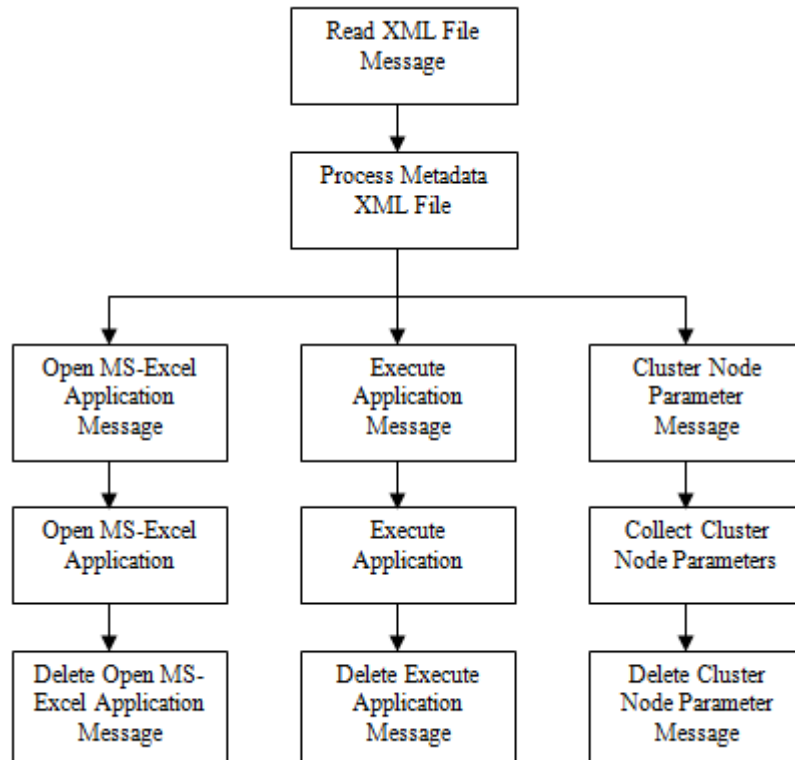 Read XML File
Message
Process Metadata
XML File
Open MS-Excel
Application
Message
Execute
Application
Message
Cluster Node
Parameter
Message
Open MS-Excel
Application
Execute
Application
Collect Cluster
Node Parameters
Delete Open MS-
Excel Application
Message
Delete Execute
Application
Message
Delete Cluster
Node Parameter
Message